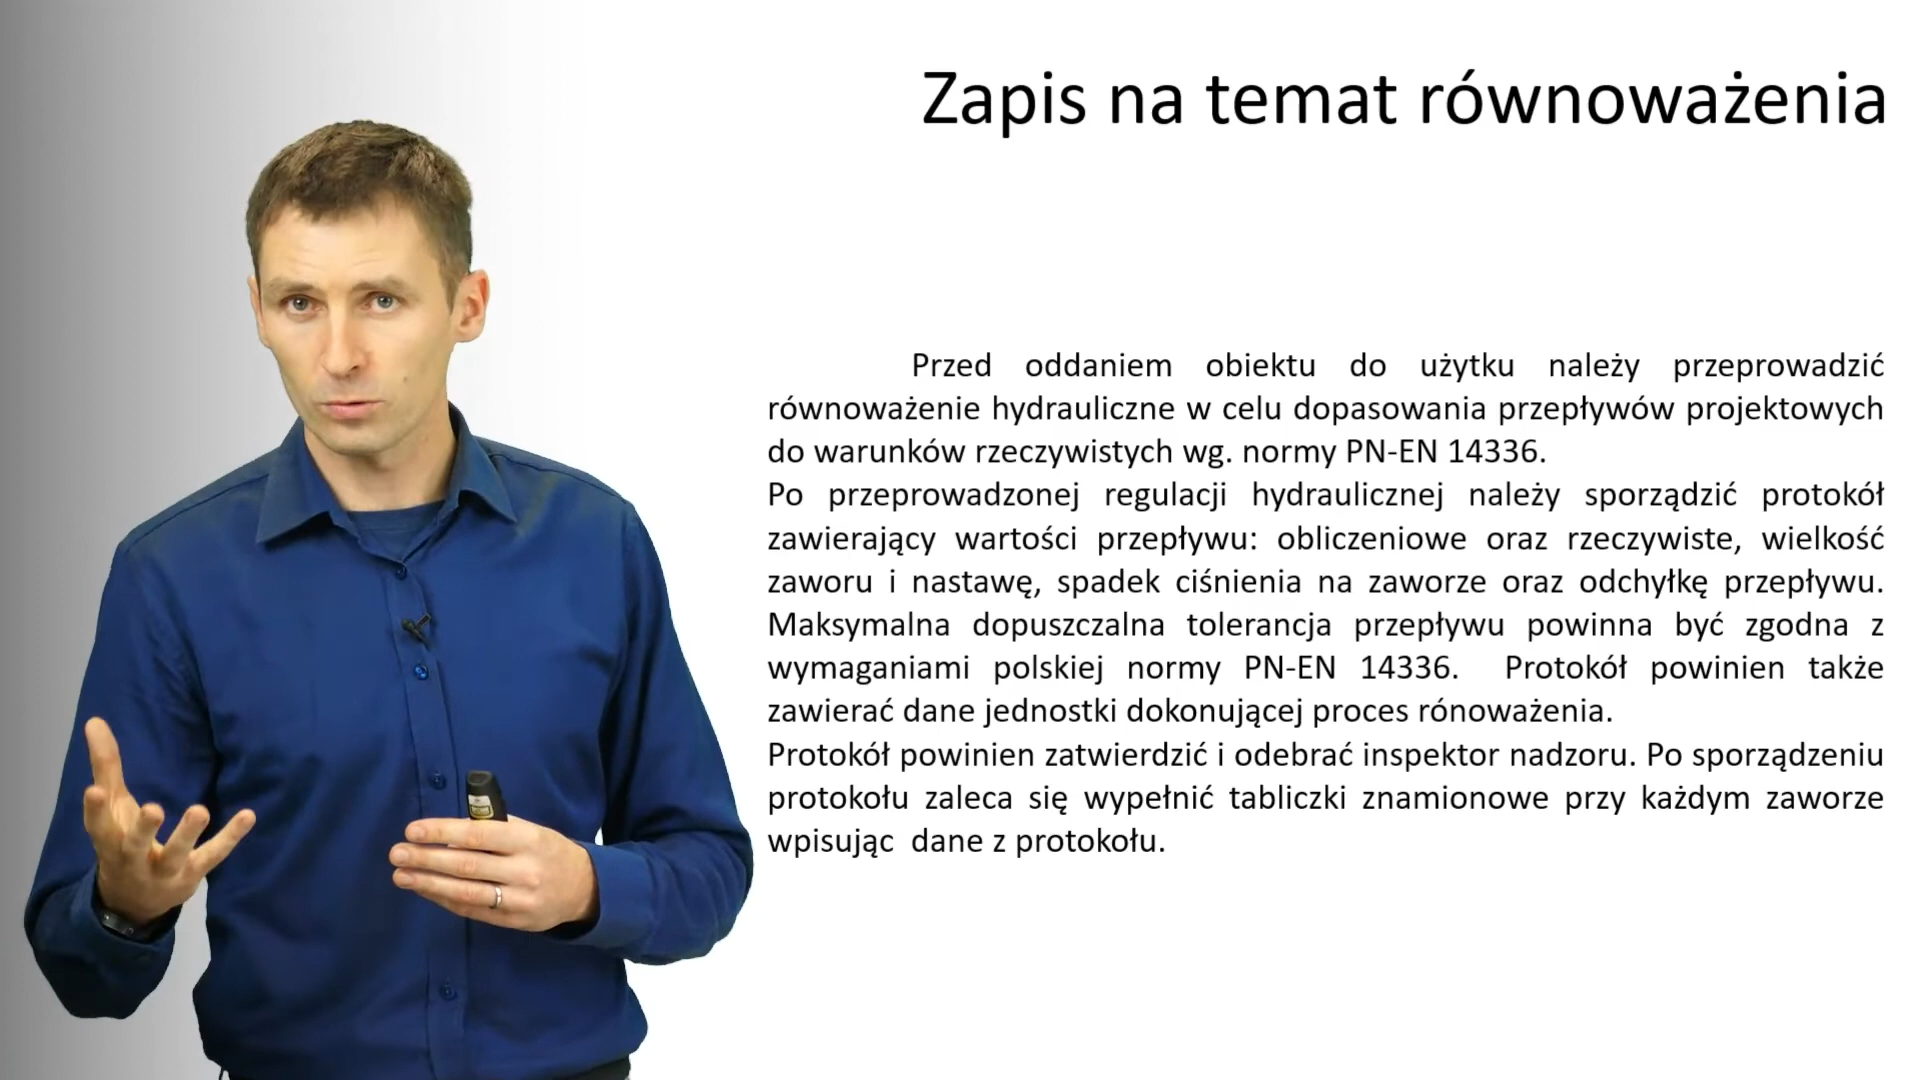 Zapis na temat równoważenia
Przed oddaniem obiektu do użytku należy przeprowadzić
równoważenie hydrauliczne w celu dopasowania przepływów projektowych
do warunków rzeczywistych wg. normy PN-EN 14336.
Po przeprowadzonej regulacji hydraulicznej należy sporządzić protokół
zawierający wartości przepływu: obliczeniowe oraz rzeczywiste, wielkość
zaworu i nastawę, spadek ciśnienia na zaworze oraz odchyłkę przepływu.
Maksymalna dopuszczalna tolerancja przepływu powinna być zgodna z
wymaganiami polskiej normy PN-EN 14336. Protokół powinien także
zawierać dane jednostki dokonującej proces rónoważenia.
Protokół powinien zatwierdzić i odebrać inspektor nadzoru. Po sporządzeniu
protokołu zaleca się wypełnić tabliczki znamionowe przy każdym zaworze
wpisując dane z protokołu.